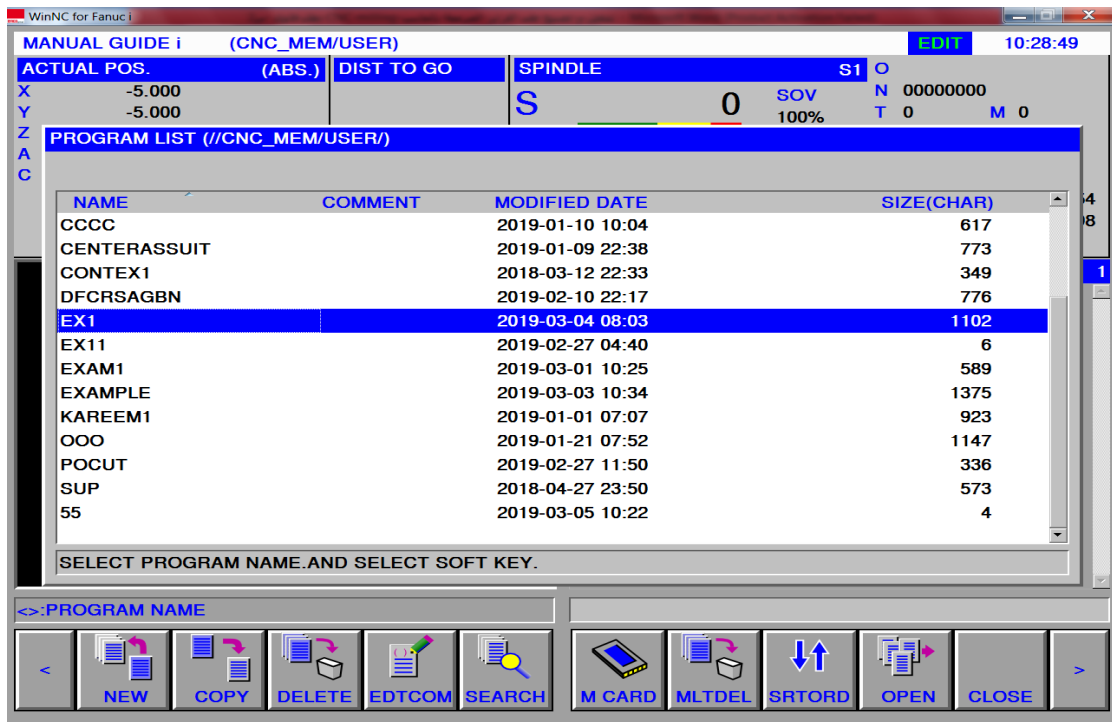 WinNC for Fanuc i
MANUAL GUIDE i (CNC_MEM/USER) EDIT 10:28:49
ACTUAL POS. (ABS.) DIST TO GO SPINDLE S1 O
X -5.000 S 0 SOV N 00000000
Y -5.000 100% T 0 M 0
Z
A
C
PROGRAM LIST (//CNC_MEM/USER/)
NAME COMMENT MODIFIED DATE SIZE(CHAR)
CCCC 2019-01-10 10:04 617
CENTERASSUIT 2019-01-09 22:38 773
CONTEX1 2018-03-12 22:33 349
DFCRSAGBN 2019-02-10 22:17 776
EX1 2019-03-04 08:03 1102
EX11 2019-02-27 04:40 6
EXAM1 2019-03-01 10:25 589
EXAMPLE 2019-03-03 10:34 1375
KAREEM1 2019-01-01 07:07 923
OOO 2019-01-21 07:52 1147
POCUT 2019-02-27 11:50 336
SUP 2018-04-27 23:50 573
55 2019-03-05 10:22 4
1
SELECT PROGRAM NAME.AND SELECT SOFT KEY.
<>:PROGRAM NAME
< NEW COPY DELETE EDTCOM SEARCH M CARD MLTDEL SRTORD OPEN CLOSE >